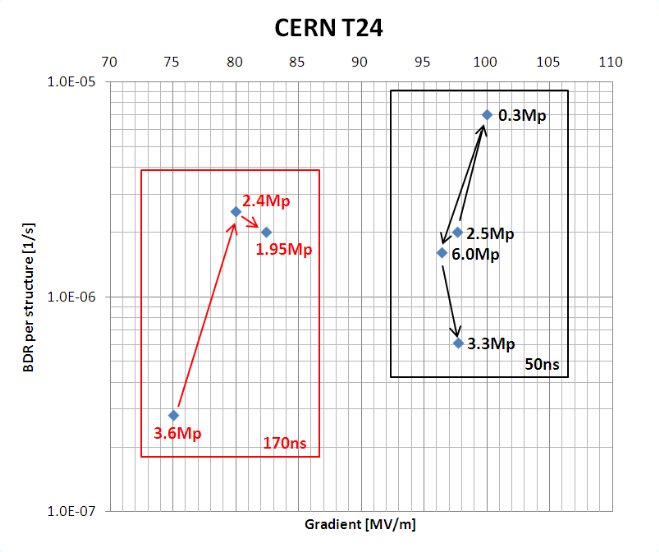 CERN T24
70 75 80 85 90 95 100 105 110
1.0E-05
0.3Mp
2.4Mp
2.5Mp
1.95Mp
6.0Mp
BDR per structure [1/s]
1.0E-06
3.3Mp
50ns
3.6Mp
170ns
1.0E-07
Gradient [MV/m]